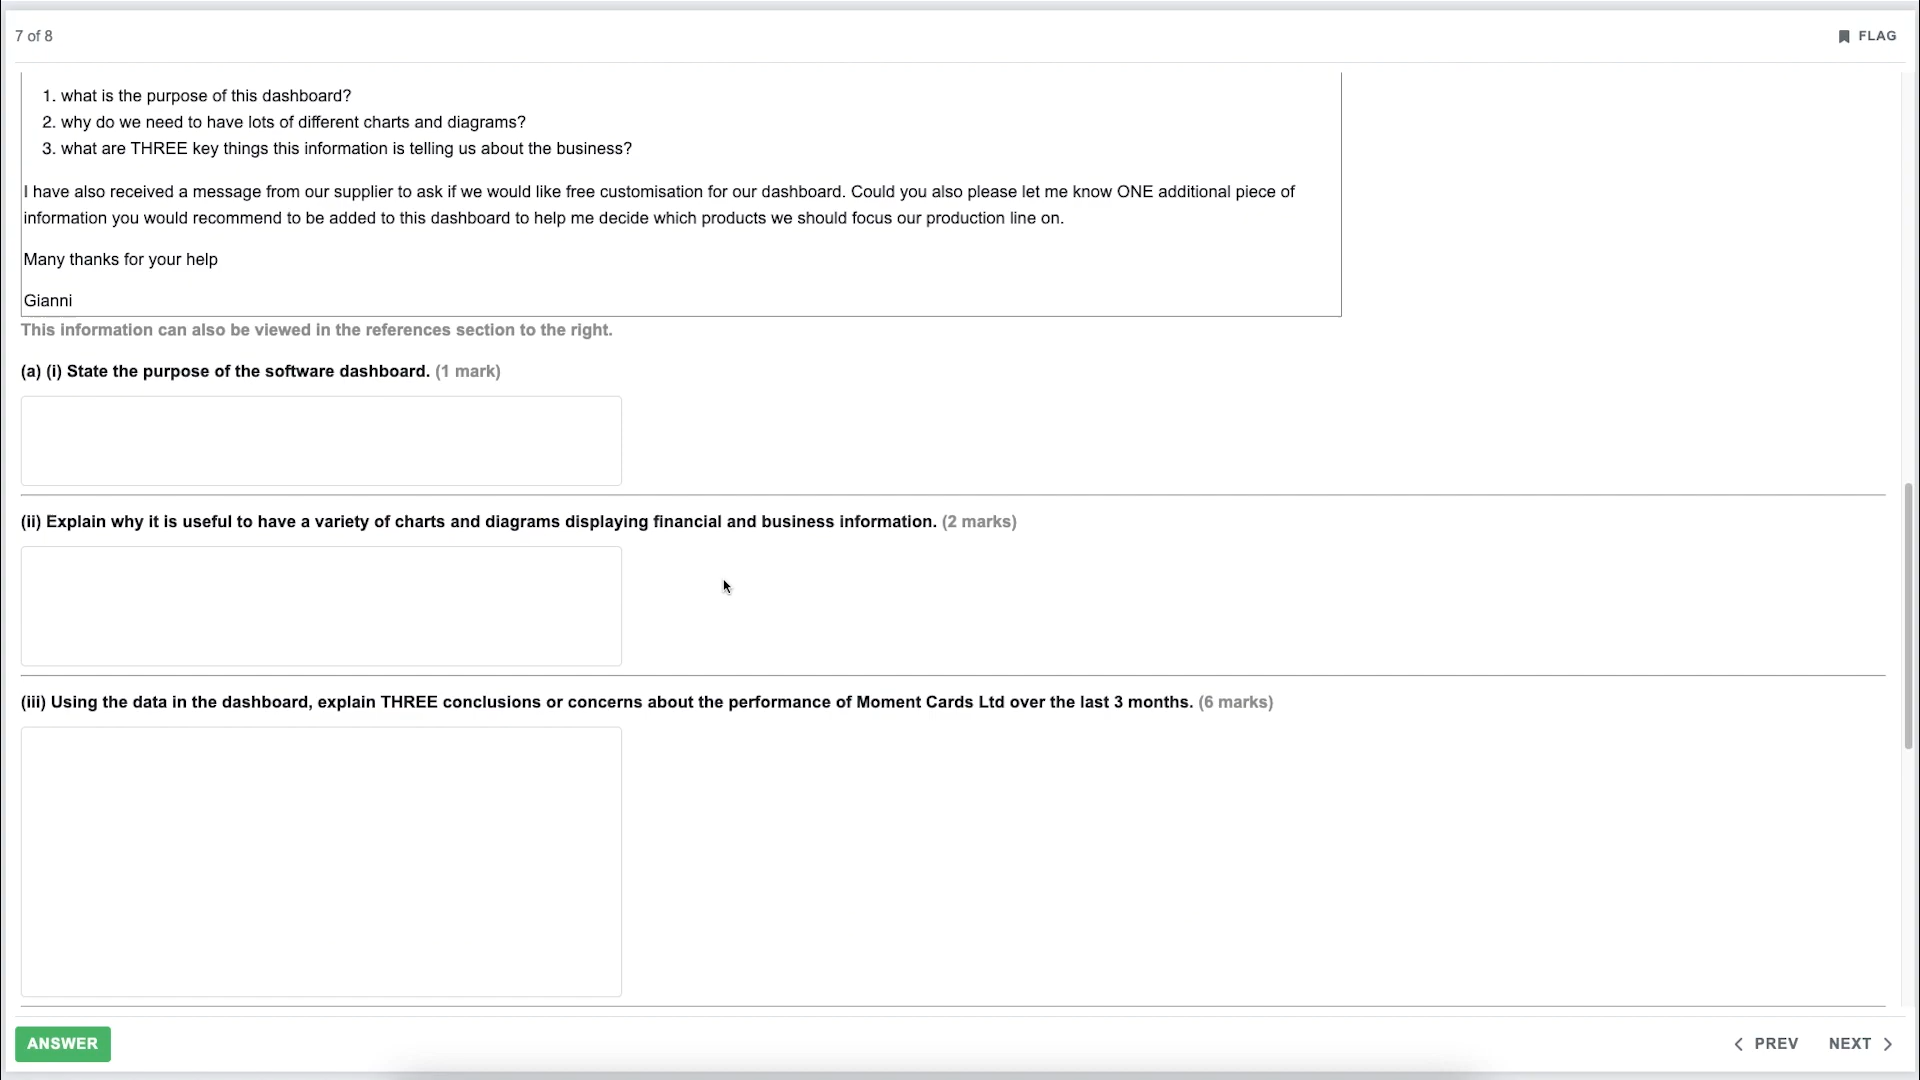 7 of 8
FLAG
1. what is the purpose of this dashboard?
2. why do we need to have lots of different charts and diagrams?
3. what are THREE key things this information is telling us about the business?
I have also received a message from our supplier to ask if we would like free customisation for our dashboard. Could you also please let me know ONE additional piece of
information you would recommend to be added to this dashboard to help me decide which products we should focus our production line on.
Many thanks for your help
Gianni
This information can also be viewed in the references section to the right.
(a) (i) State the purpose of the software dashboard. (1 mark)
(ii) Explain why it is useful to have a variety of charts and diagrams displaying financial and business information. (2 marks)
(iii) Using the data in the dashboard, explain THREE conclusions or concerns about the performance of Moment Cards Ltd over the last 3 months. (6 marks)
ANSWER
PREV
NEXT